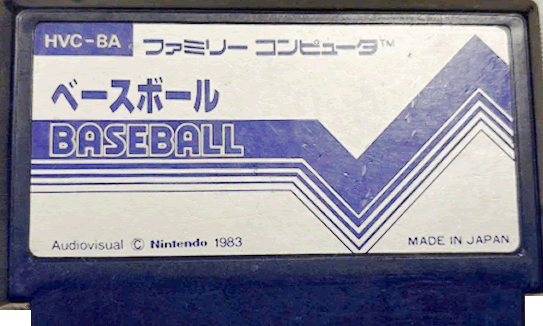 HVC-BA ファミリー コンピュータ™
ベースボール
BASEBALL
Audiovisual © Nintendo 1983
MADE IN JAPAN